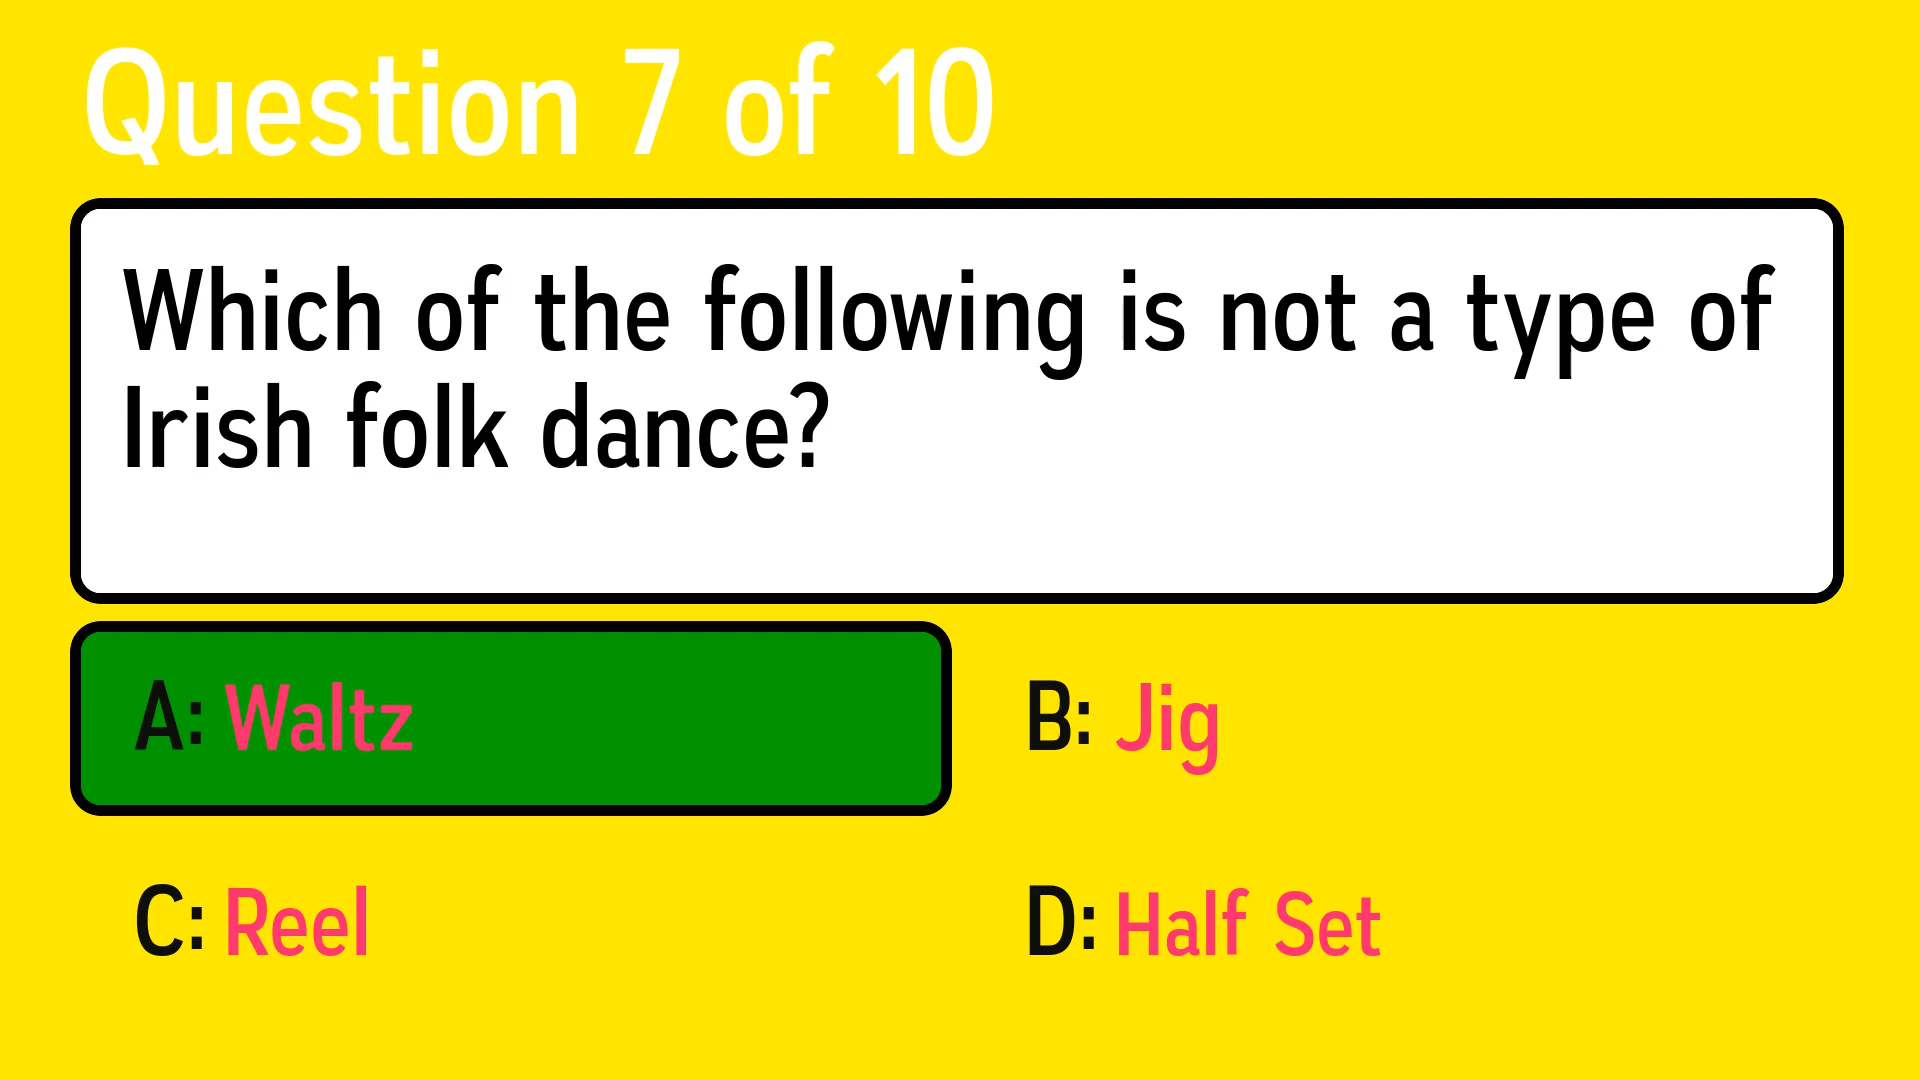 Question 7 of 10
Which of the following is not a type of
Irish folk dance?
A: Waltz
B: Jig
C: Reel
D: Half Set